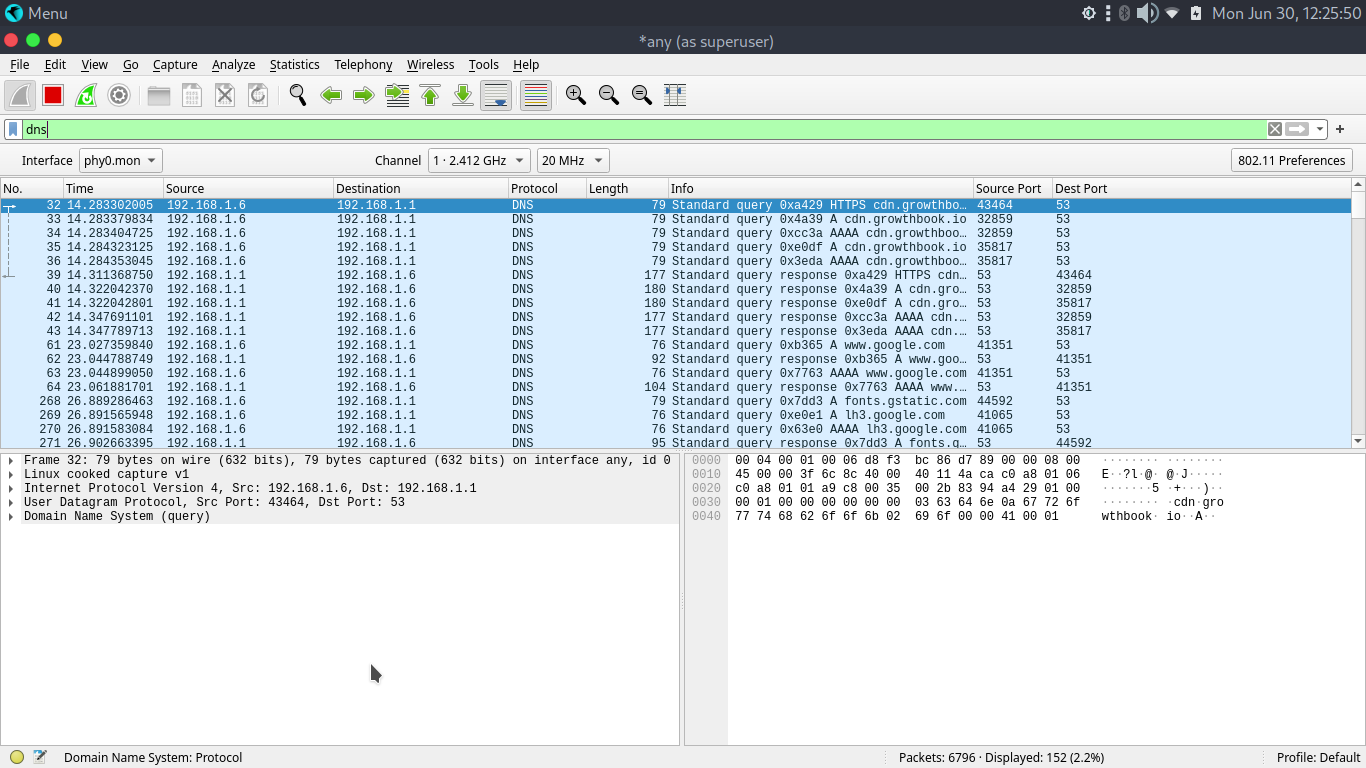 Menu
Mon Jun 30, 12:25:50
*any (as superuser)
File Edit View Go Capture Analyze Statistics Telephony Wireless Tools Help
dns
Interface phy0.mon Channel 1 · 2.412 GHz 20 MHz 802.11 Preferences
No. Time Source Destination Protocol Length Info Source Port Dest Port
32 14.283302005 192.168.1.6 192.168.1.1 DNS 79 Standard query 0xa429 HTTPS cdn.growthbo… 43464 53
33 14.283379834 192.168.1.6 192.168.1.1 DNS 79 Standard query 0x4a39 A cdn.growthbook.io 32859 53
34 14.283404725 192.168.1.6 192.168.1.1 DNS 79 Standard query 0xcc3a AAAA cdn.growthboo… 32859 53
35 14.284323125 192.168.1.6 192.168.1.1 DNS 79 Standard query 0xe0df A cdn.growthbook.io 35817 53
36 14.284353045 192.168.1.6 192.168.1.1 DNS 79 Standard query 0x3eda AAAA cdn.growthboo… 35817 53
39 14.311368750 192.168.1.1 192.168.1.6 DNS 177 Standard query response 0xa429 HTTPS cdn… 53 43464
40 14.322042370 192.168.1.1 192.168.1.6 DNS 180 Standard query response 0x4a39 A cdn.gro… 53 32859
41 14.322042801 192.168.1.1 192.168.1.6 DNS 180 Standard query response 0xe0df A cdn.gro… 53 35817
42 14.347691101 192.168.1.1 192.168.1.6 DNS 177 Standard query response 0xcc3a AAAA cdn.… 53 32859
43 14.347789713 192.168.1.1 192.168.1.6 DNS 177 Standard query response 0x3eda AAAA cdn.… 53 35817
61 23.027359840 192.168.1.6 192.168.1.1 DNS 76 Standard query 0xb365 A www.google.com 41351 53
62 23.044788749 192.168.1.1 192.168.1.6 DNS 92 Standard query response 0xb365 A www.goo… 53 41351
63 23.044899050 192.168.1.6 192.168.1.1 DNS 76 Standard query 0x7763 AAAA www.google.com 41351 53
64 23.061881701 192.168.1.1 192.168.1.6 DNS 104 Standard query response 0x7763 AAAA www.… 53 41351
268 26.889286463 192.168.1.6 192.168.1.1 DNS 79 Standard query 0x7dd3 A fonts.gstatic.com 44592 53
269 26.891565948 192.168.1.6 192.168.1.1 DNS 76 Standard query 0xe0e1 A lh3.google.com 41065 53
270 26.891583084 192.168.1.6 192.168.1.1 DNS 76 Standard query 0x63e0 AAAA lh3.google.com 41065 53
271 26.902663395 192.168.1.1 192.168.1.6 DNS 95 Standard query response 0x7dd3 A fonts.g… 53 44592
Frame 32: 79 bytes on wire (632 bits), 79 bytes captured (632 bits) on interface any, id 0
Linux cooked capture v1
Internet Protocol Version 4, Src: 192.168.1.6, Dst: 192.168.1.1
User Datagram Protocol, Src Port: 43464, Dst Port: 53
Domain Name System (query)
0000 00 04 00 01 00 06 d8 f3 bc 86 d7 89 00 00 08 00 ········ ········
0010 45 00 00 3f 6c 8c 40 00 40 11 4a ca c0 a8 01 06 E··?l·@· @·J·····
0020 c0 a8 01 01 a9 c8 00 35 00 2b 83 94 a4 29 01 00 ·······5 ·+···)··
0030 00 01 00 00 00 00 00 00 03 63 64 6e 0a 67 72 6f ········ ·cdn·gro
0040 77 74 68 62 6f 6f 6b 02 69 6f 00 00 41 00 01 wthbook· io··A··
Domain Name System: Protocol
Packets: 6796 · Displayed: 152 (2.2%)
Profile: Default